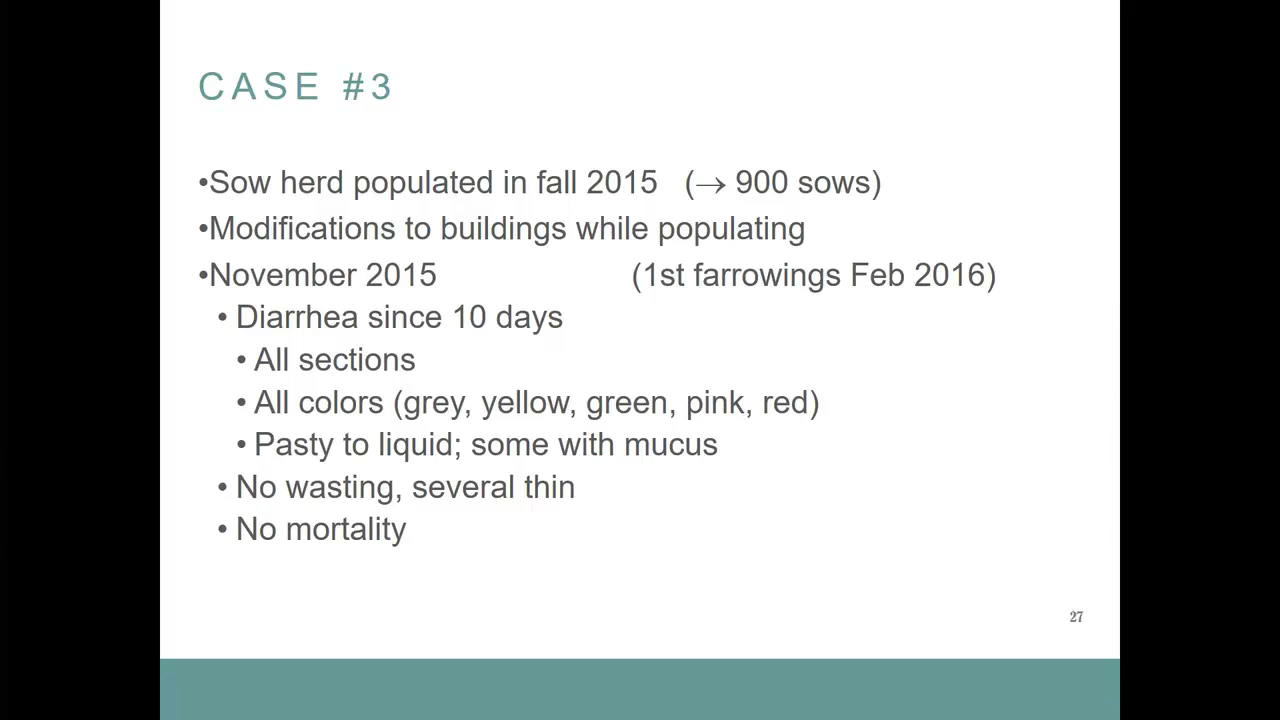 CASE #3
•Sow herd populated in fall 2015 (→ 900 sows)
•Modifications to buildings while populating
•November 2015 (1st farrowings Feb 2016)
• Diarrhea since 10 days
• All sections
• All colors (grey, yellow, green, pink, red)
• Pasty to liquid; some with mucus
• No wasting, several thin
• No mortality
27